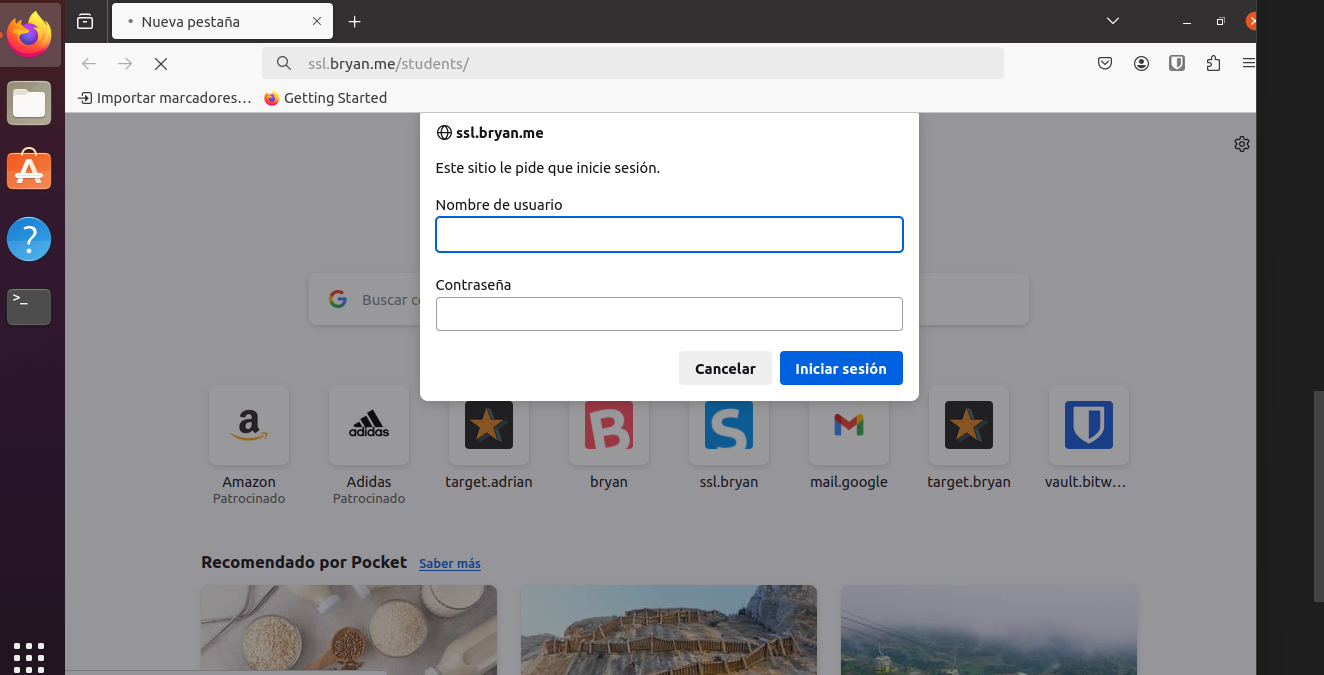 Nueva pestaña
ssl.bryan.me/students/
Importar marcadores...
Getting Started
ssl.bryan.me
Este sitio le pide que inicie sesión.
Nombre de usuario
Contraseña
Cancelar
Iniciar sesión
Buscar c
Amazon
Patrocinado
Adidas
Patrocinado
target.adrian
bryan
ssl.bryan
mail.google
target.bryan
vault.bitw...
Recomendado por Pocket
Saber más